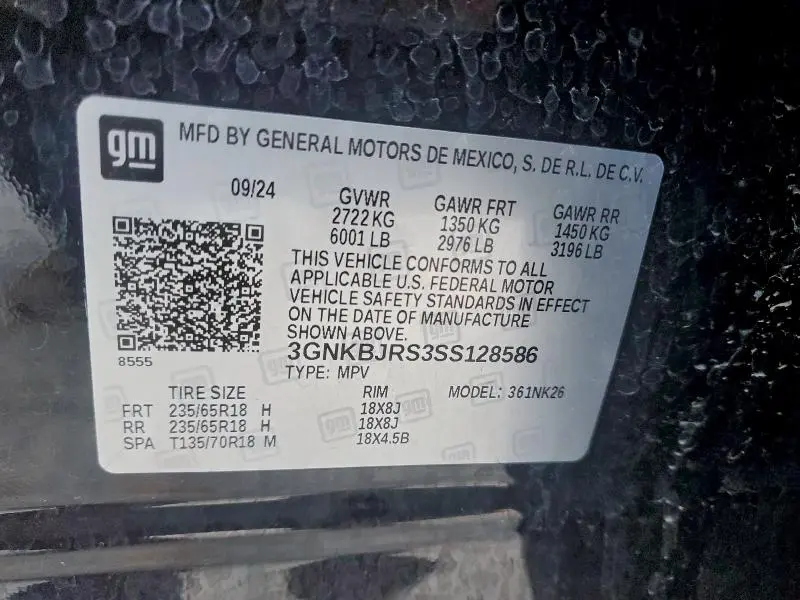 gm
MFD BY GENERAL MOTORS DE MEXICO, S. DE R.L. DE C.V.
09/24
GVWR GAWR FRT GAWR RR
2722 KG 1350 KG 1450 KG
6001 LB 2976 LB 3196 LB
THIS VEHICLE CONFORMS TO ALL
APPLICABLE U.S. FEDERAL MOTOR
VEHICLE SAFETY STANDARDS IN EFFECT
ON THE DATE OF MANUFACTURE
SHOWN ABOVE.
8555
3GNKBJRS3SS128586
TYPE: MPV
TIRE SIZE RIM MODEL: 361NK26
FRT 235/65R18 H 18X8J
RR 235/65R18 H 18X8J
SPA T135/70R18 M 18X4.5B